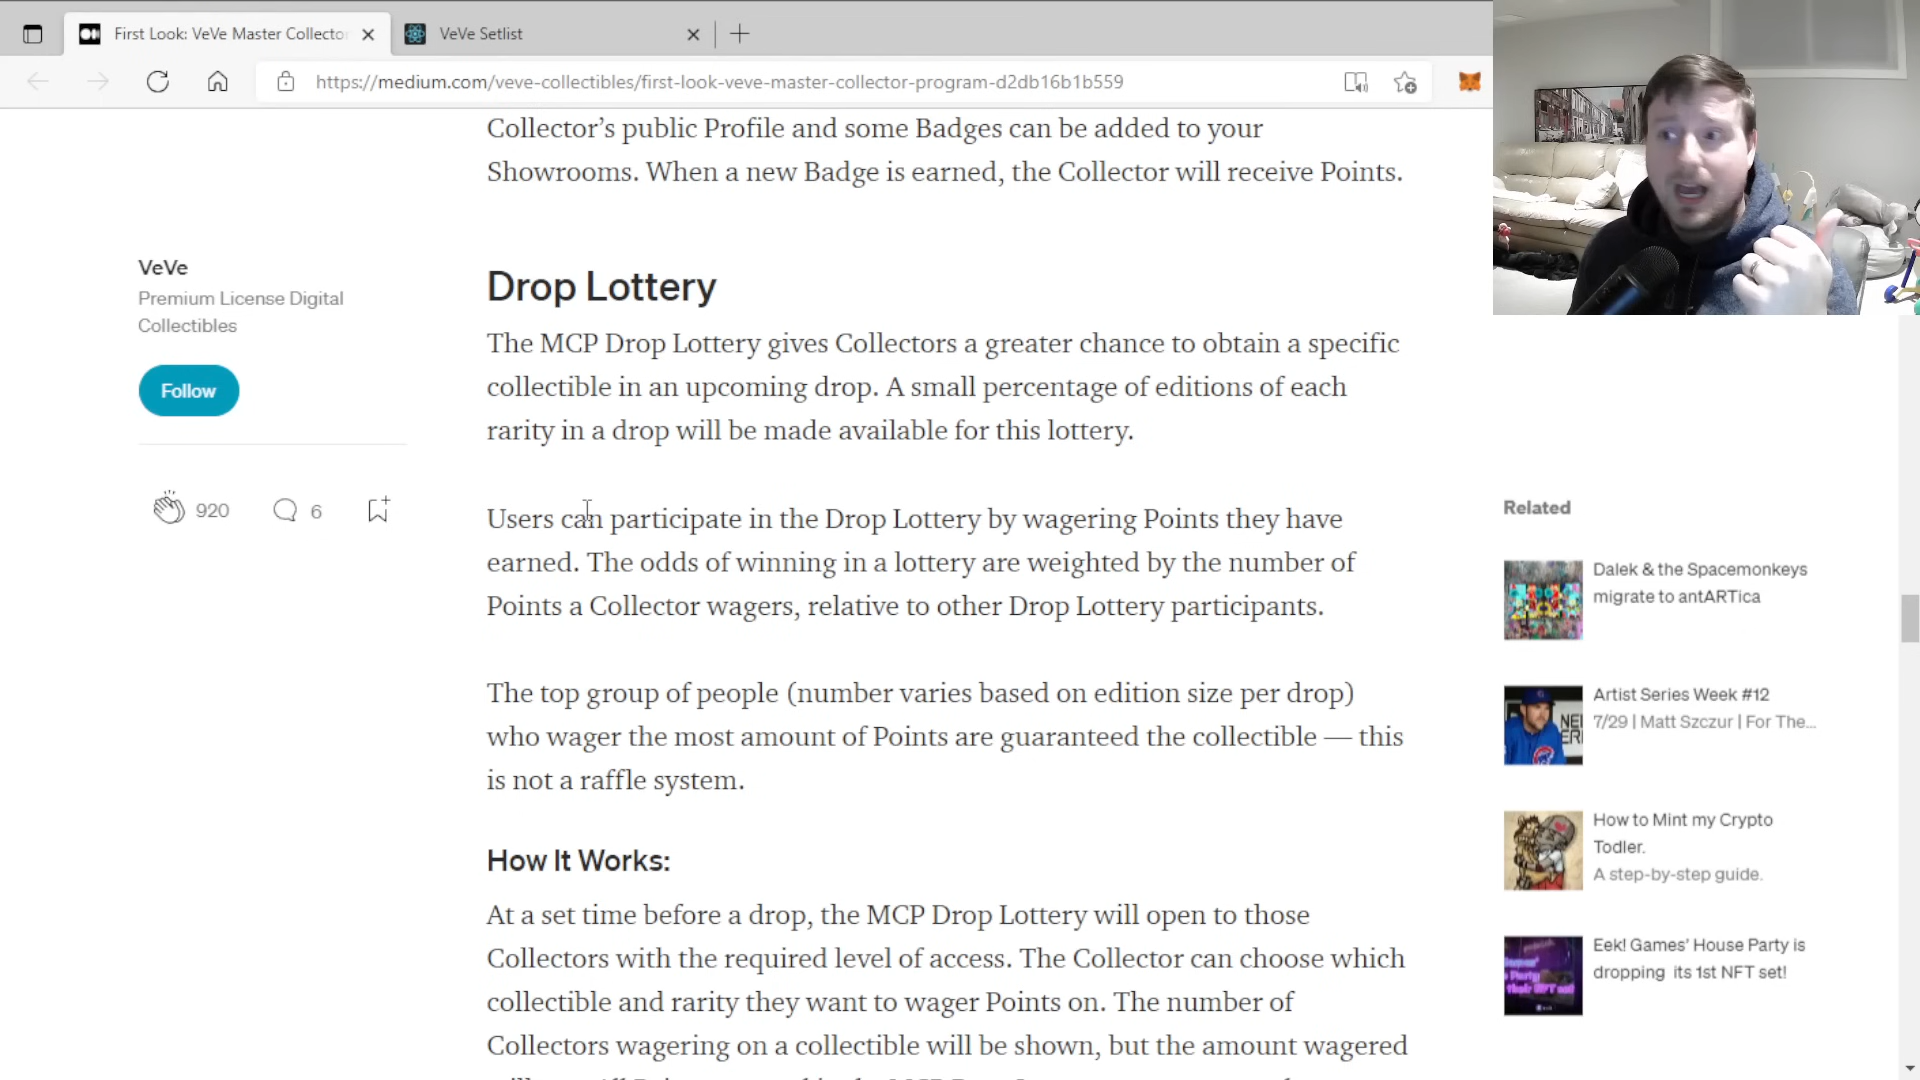 First Look: VeVe Master Collector
VeVe Setlist
https://medium.com/veve-collectibles/first-look-veve-master-collector-program-d2db16b1b559
Collector’s public Profile and some Badges can be added to your
Showrooms. When a new Badge is earned, the Collector will receive Points.
VeVe
Premium License Digital
Collectibles
Follow
920
6
Drop Lottery
The MCP Drop Lottery gives Collectors a greater chance to obtain a specific
collectible in an upcoming drop. A small percentage of editions of each
rarity in a drop will be made available for this lottery.
Users can participate in the Drop Lottery by wagering Points they have
earned. The odds of winning in a lottery are weighted by the number of
Points a Collector wagers, relative to other Drop Lottery participants.
The top group of people (number varies based on edition size per drop)
who wager the most amount of Points are guaranteed the collectible — this
is not a raffle system.
How It Works:
At a set time before a drop, the MCP Drop Lottery will open to those
Collectors with the required level of access. The Collector can choose which
collectible and rarity they want to wager Points on. The number of
Collectors wagering on a collectible will be shown, but the amount wagered
Related
Dalek & the Spacemonkeys
migrate to antARTica
Artist Series Week #12
7/29 | Matt Szczur | For The...
How to Mint my Crypto
Todler.
A step-by-step guide.
Eek! Games’ House Party is
dropping its 1st NFT set!